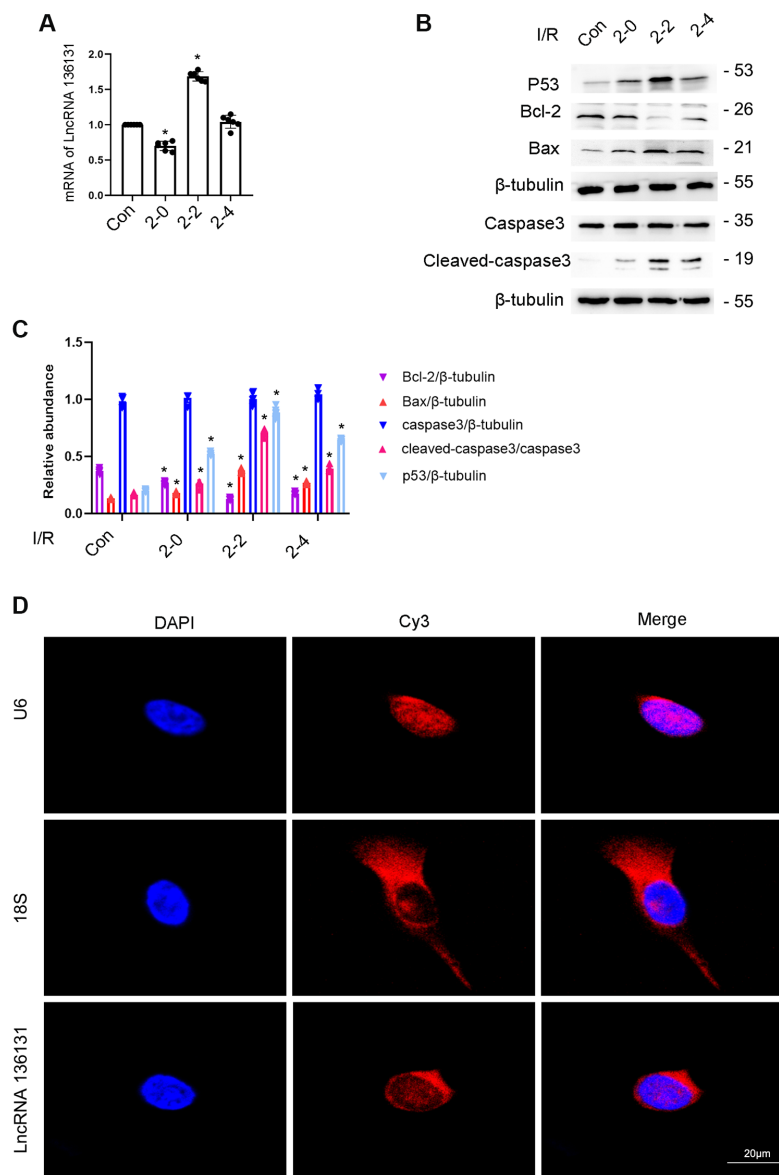 A
mRNA of LncRNA 136131
2.0
1.5
1.0
0.5
0.0
*
*
Con
2-0
2-2
2-4
B
I/R
Con
2-0
2-2
2-4
P53
- 53
Bcl-2
- 26
Bax
- 21
β-tubulin
- 55
Caspase3
- 35
Cleaved-caspase3
- 19
β-tubulin
- 55
C
Relative abundance
1.5
1.0
0.5
0.0
* * * *
* * * *
* * * *
I/R
Con
2-0
2-2
2-4
Bcl-2/β-tubulin
Bax/β-tubulin
caspase3/β-tubulin
cleaved-caspase3/caspase3
p53/β-tubulin
D
DAPI
Cy3
Merge
U6
18S
LncRNA 136131
20μm